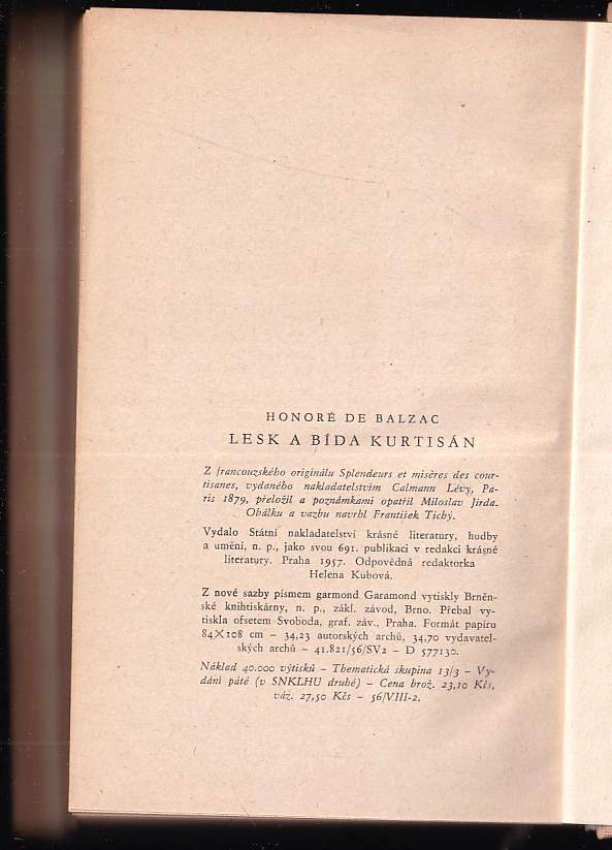 HONORÉ DE BALZAC
LESK A BÍDA KURTISÁN
Z francouzského originálu Splendeurs et misères des cour-
tisanes, vydaného nakladatelstvím Calmann Lévy, Pa-
ris 1879, přeložil a poznámkami opatřil Miloslav Jirda.
Obálku a vazbu navrhl František Tichý.
Vydalo Státní nakladatelství krásné literatury, hudby
a umění, n. p., jako svou 691. publikaci v redakci krásné
literatury. Praha 1957. Odpovědná redaktorka
Helena Kubová.
Z nové sazby písmem garmond Garamond vytiskly Brněn-
ské knihtiskárny, n. p., zákl. závod, Brno. Přebal vy-
tiskla ofsetem Svoboda, graf. záv., Praha. Formát papíru
84×108 cm – 34,23 autorských archů, 34,70 vydavatel-
ských archů – 41.821/56/SV2 – D 577130.
Náklad 40.000 výtisků – Thematická skupina 13/3 – Vy-
dání páté (v SNKLHU druhé) – Cena brož. 23,10 Kčs,
váz. 27,50 Kčs – 56/VIII-2.